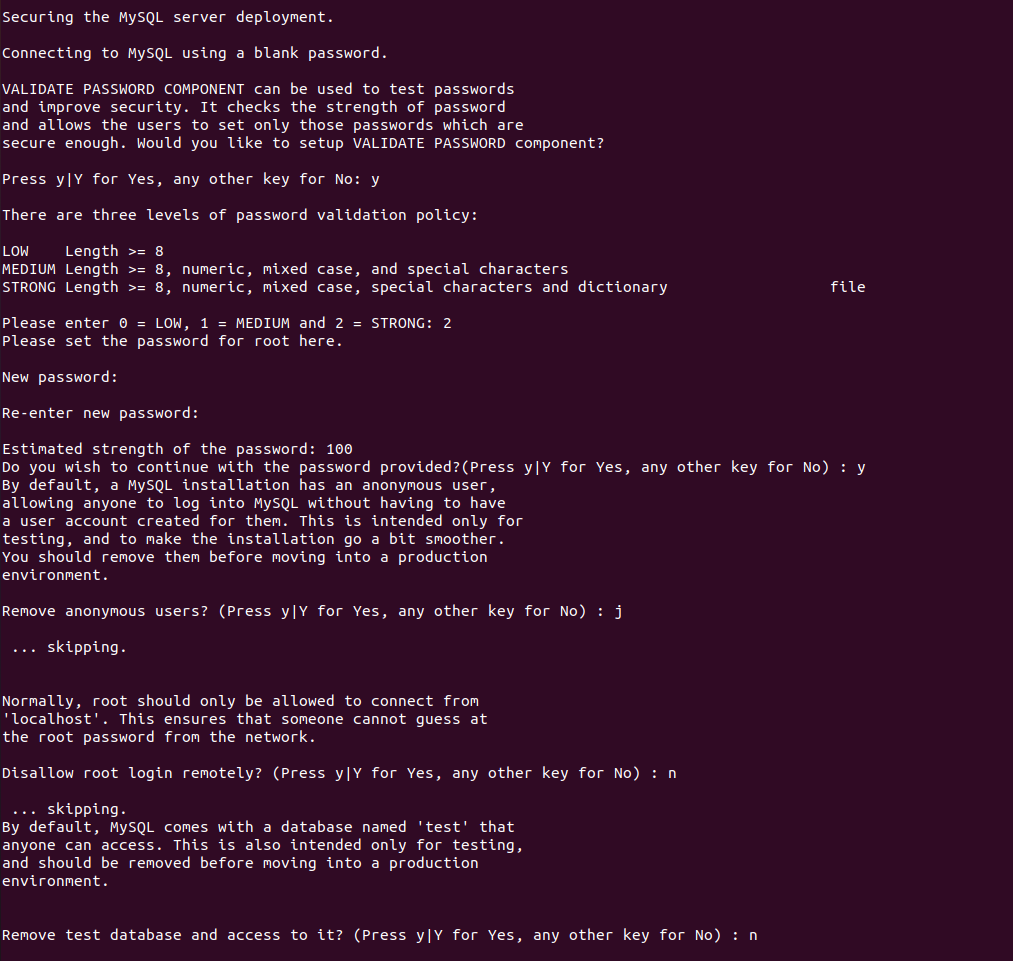 Securing the MySQL server deployment.
Connecting to MySQL using a blank password.
VALIDATE PASSWORD COMPONENT can be used to test passwords
and improve security. It checks the strength of password
and allows the users to set only those passwords which are
secure enough. Would you like to setup VALIDATE PASSWORD component?
Press y|Y for Yes, any other key for No: y
There are three levels of password validation policy:
LOW    Length >= 8
MEDIUM Length >= 8, numeric, mixed case, and special characters
STRONG Length >= 8, numeric, mixed case, special characters and dictionary                  file
Please enter 0 = LOW, 1 = MEDIUM and 2 = STRONG: 2
Please set the password for root here.
New password:
Re-enter new password:
Estimated strength of the password: 100
Do you wish to continue with the password provided?(Press y|Y for Yes, any other key for No) : y
By default, a MySQL installation has an anonymous user,
allowing anyone to log into MySQL without having to have
a user account created for them. This is intended only for
testing, and to make the installation go a bit smoother.
You should remove them before moving into a production
environment.
Remove anonymous users? (Press y|Y for Yes, any other key for No) : j
 ... skipping.
Normally, root should only be allowed to connect from
'localhost'. This ensures that someone cannot guess at
the root password from the network.
Disallow root login remotely? (Press y|Y for Yes, any other key for No) : n
 ... skipping.
By default, MySQL comes with a database named 'test' that
anyone can access. This is also intended only for testing,
and should be removed before moving into a production
environment.
Remove test database and access to it? (Press y|Y for Yes, any other key for No) : n